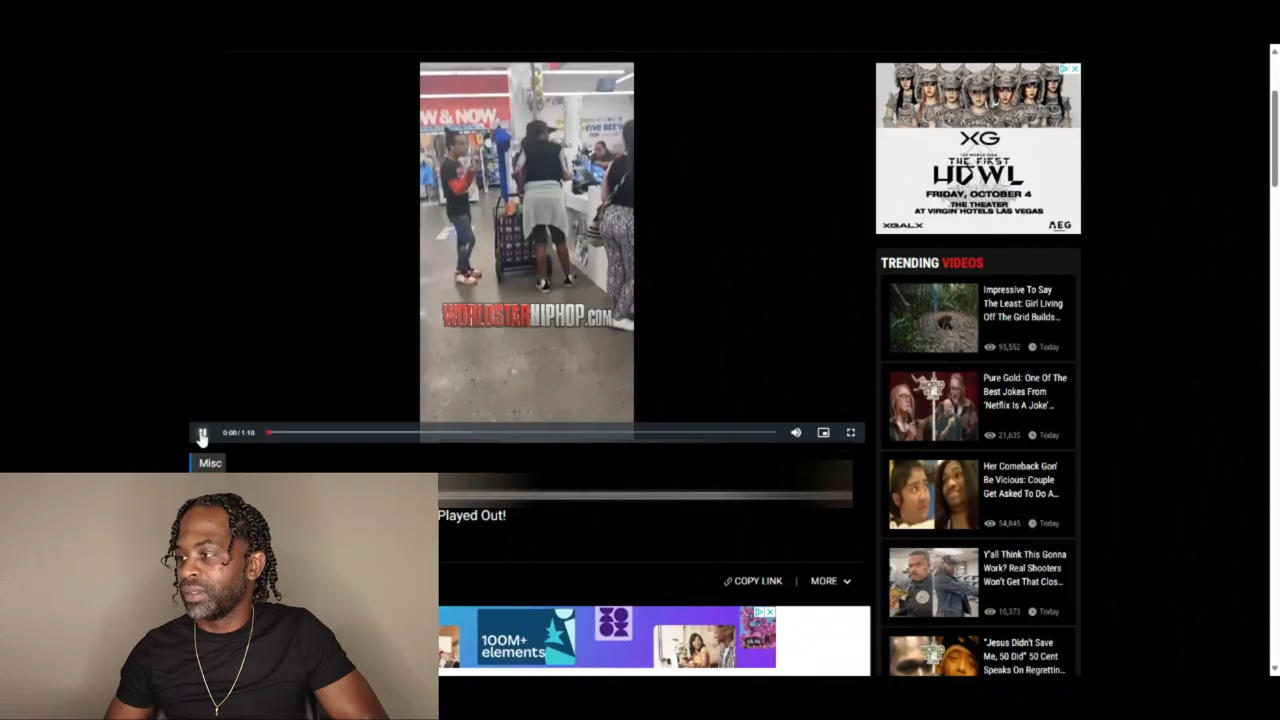 W & NOW.
FIVE BELOW
WORLDSTARHIPHOP.COM
0:00 / 1:18
Misc
Played Out!
COPY LINK | MORE
100M+
elements
XG
THE FIRST
HOWL
FRIDAY, OCTOBER 4
THE THEATER
AT VIRGIN HOTELS LAS VEGAS
XGALX
AEG
TRENDING VIDEOS
Impressive To Say
The Least: Girl Living
Off The Grid Builds...
95,552 Today
Pure Gold: One Of The
Best Jokes From
'Netflix Is A Joke'...
21,635 Today
Her Comeback Gon'
Be Vicious: Couple
Get Asked To Do A...
54,845 Today
Y'all Think This Gonna
Work? Real Shooters
Won't Get That Clos...
10,373 Today
"Jesus Didn't Save
Me, 50 Did" 50 Cent
Speaks On Regrettin...